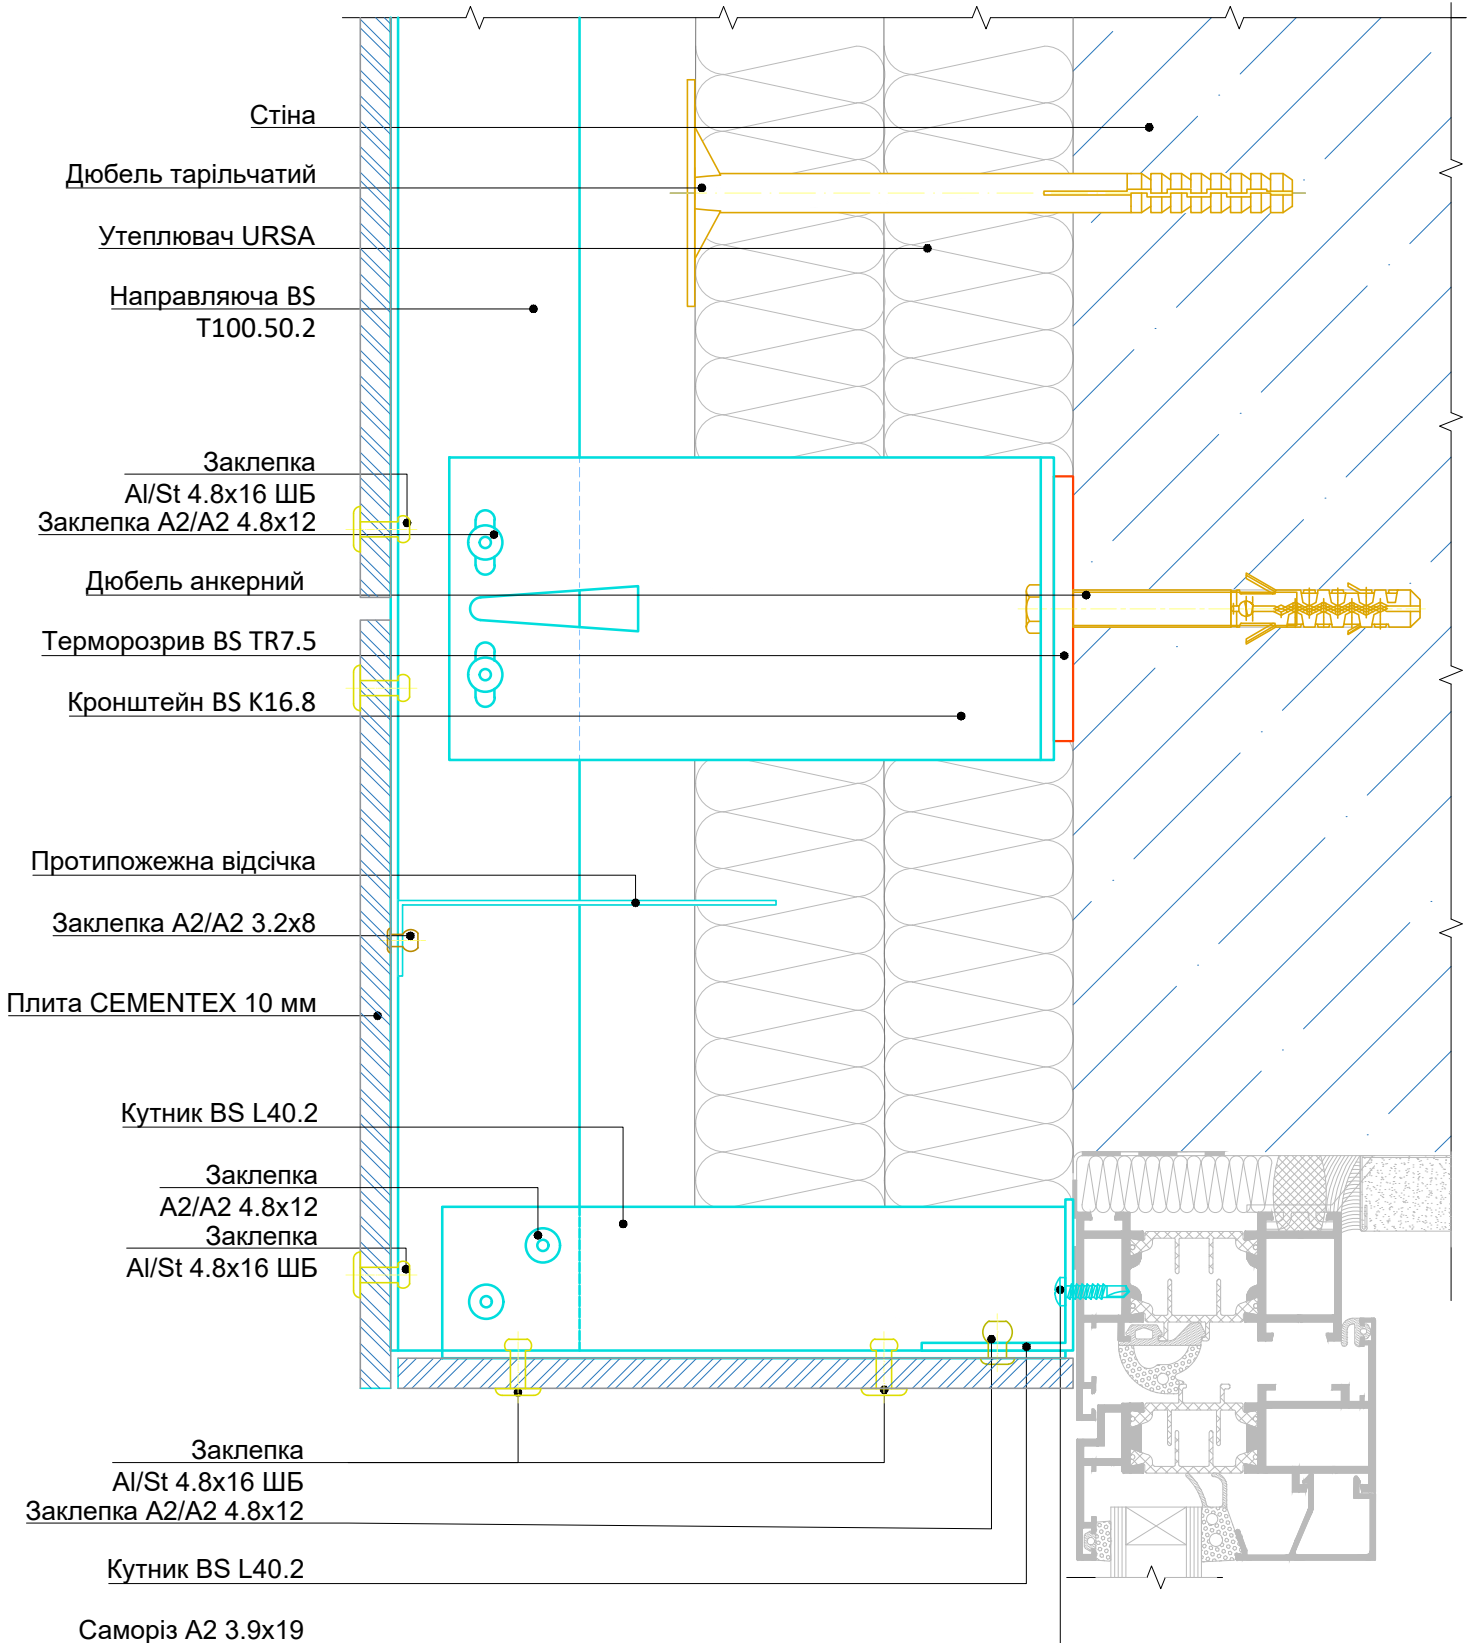 Стіна
Дюбель тарільчатий
Утеплювач URSA
Направляюча BS
T100.50.2
Заклепка
Al/St 4.8x16 ШБ
Заклепка A2/A2 4.8x12
Дюбель анкерний
Терморозрив BS TR7.5
Кронштейн BS K16.8
Протипожежна відсічка
Заклепка A2/A2 3.2x8
Плита CEMENTEX 10 мм
Кутник BS L40.2
Заклепка
A2/A2 4.8x12
Заклепка
Al/St 4.8x16 ШБ
Заклепка
Al/St 4.8x16 ШБ
Заклепка A2/A2 4.8x12
Кутник BS L40.2
Саморіз A2 3.9x19